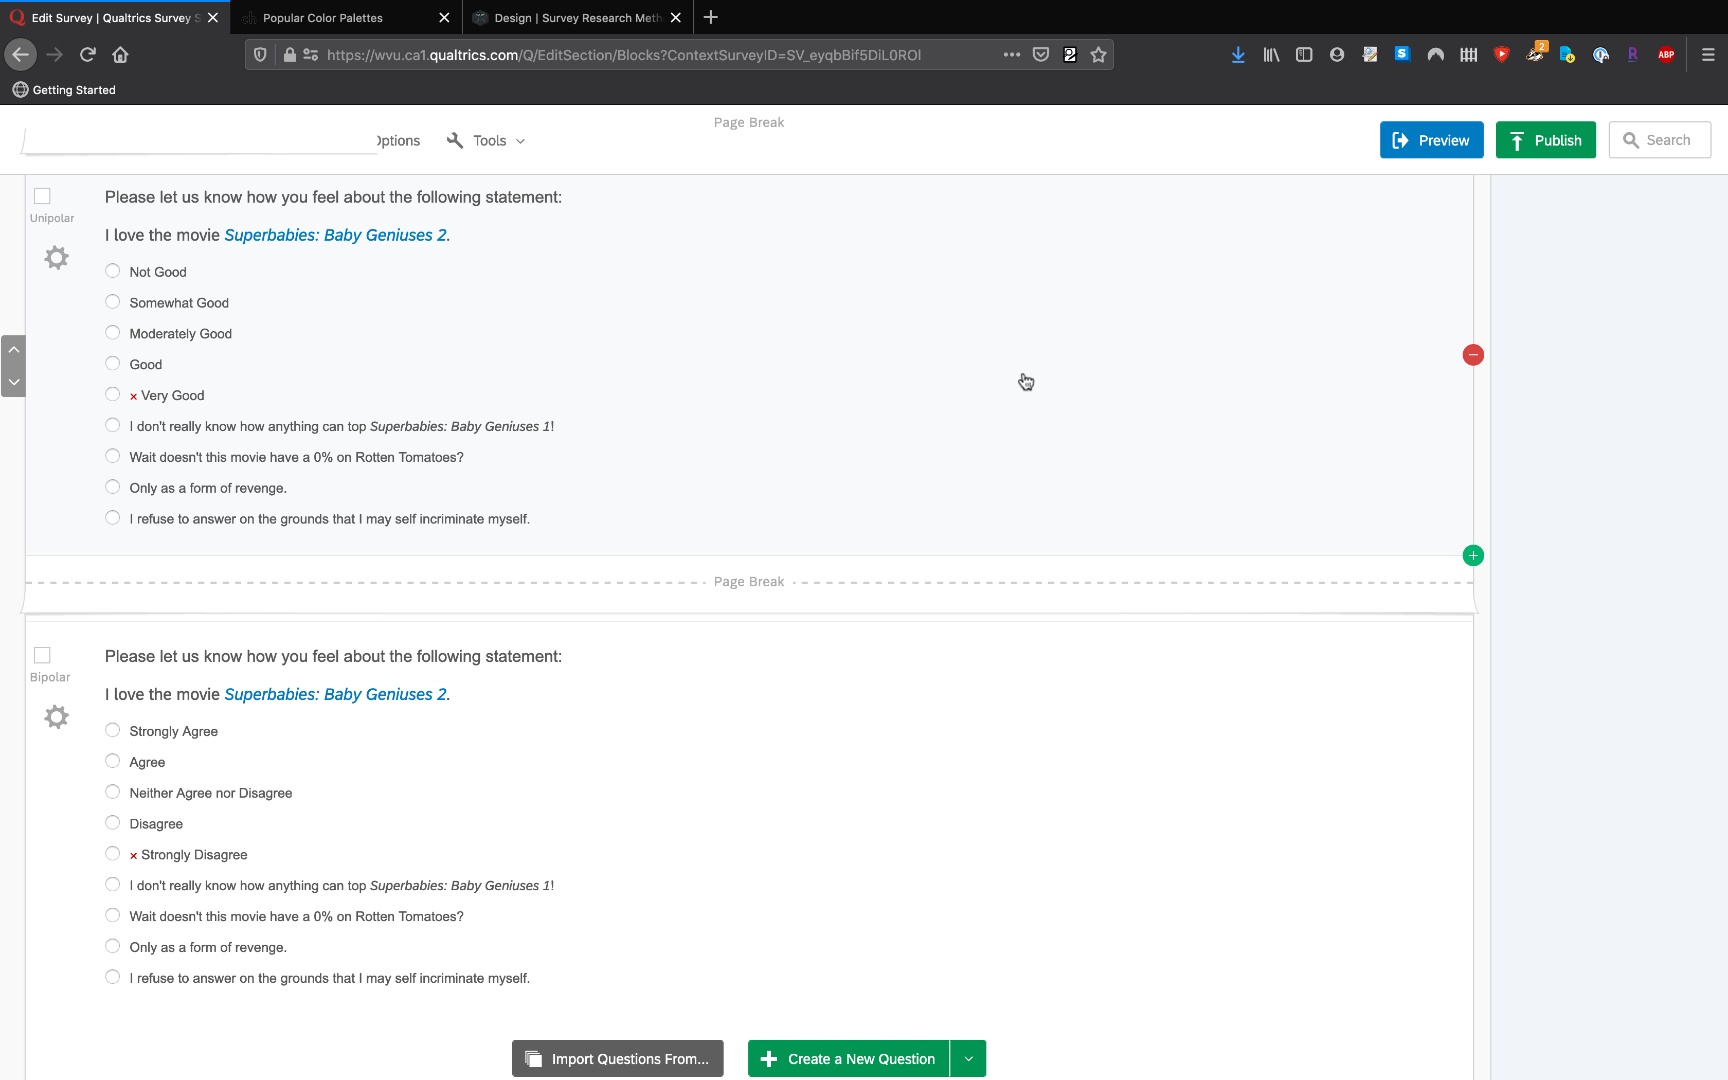 Edit Survey | Qualtrics Survey S
Popular Color Palettes
Design | Survey Research Meth
https://wvu.ca1.qualtrics.com/Q/EditSection/Blocks?ContextSurveyID=SV_eyqbBif5DiL0ROl
2
ABP
Getting Started
Page Break
Options
Tools
Preview
Publish
Search
Unipolar
Please let us know how you feel about the following statement:
I love the movie Superbabies: Baby Geniuses 2.
Not Good
Somewhat Good
Moderately Good
Good
× Very Good
I don't really know how anything can top Superbabies: Baby Geniuses 1!
Wait doesn't this movie have a 0% on Rotten Tomatoes?
Only as a form of revenge.
I refuse to answer on the grounds that I may self incriminate myself.
Page Break
Bipolar
Please let us know how you feel about the following statement:
I love the movie Superbabies: Baby Geniuses 2.
Strongly Agree
Agree
Neither Agree nor Disagree
Disagree
× Strongly Disagree
I don't really know how anything can top Superbabies: Baby Geniuses 1!
Wait doesn't this movie have a 0% on Rotten Tomatoes?
Only as a form of revenge.
I refuse to answer on the grounds that I may self incriminate myself.
Import Questions From...
Create a New Question